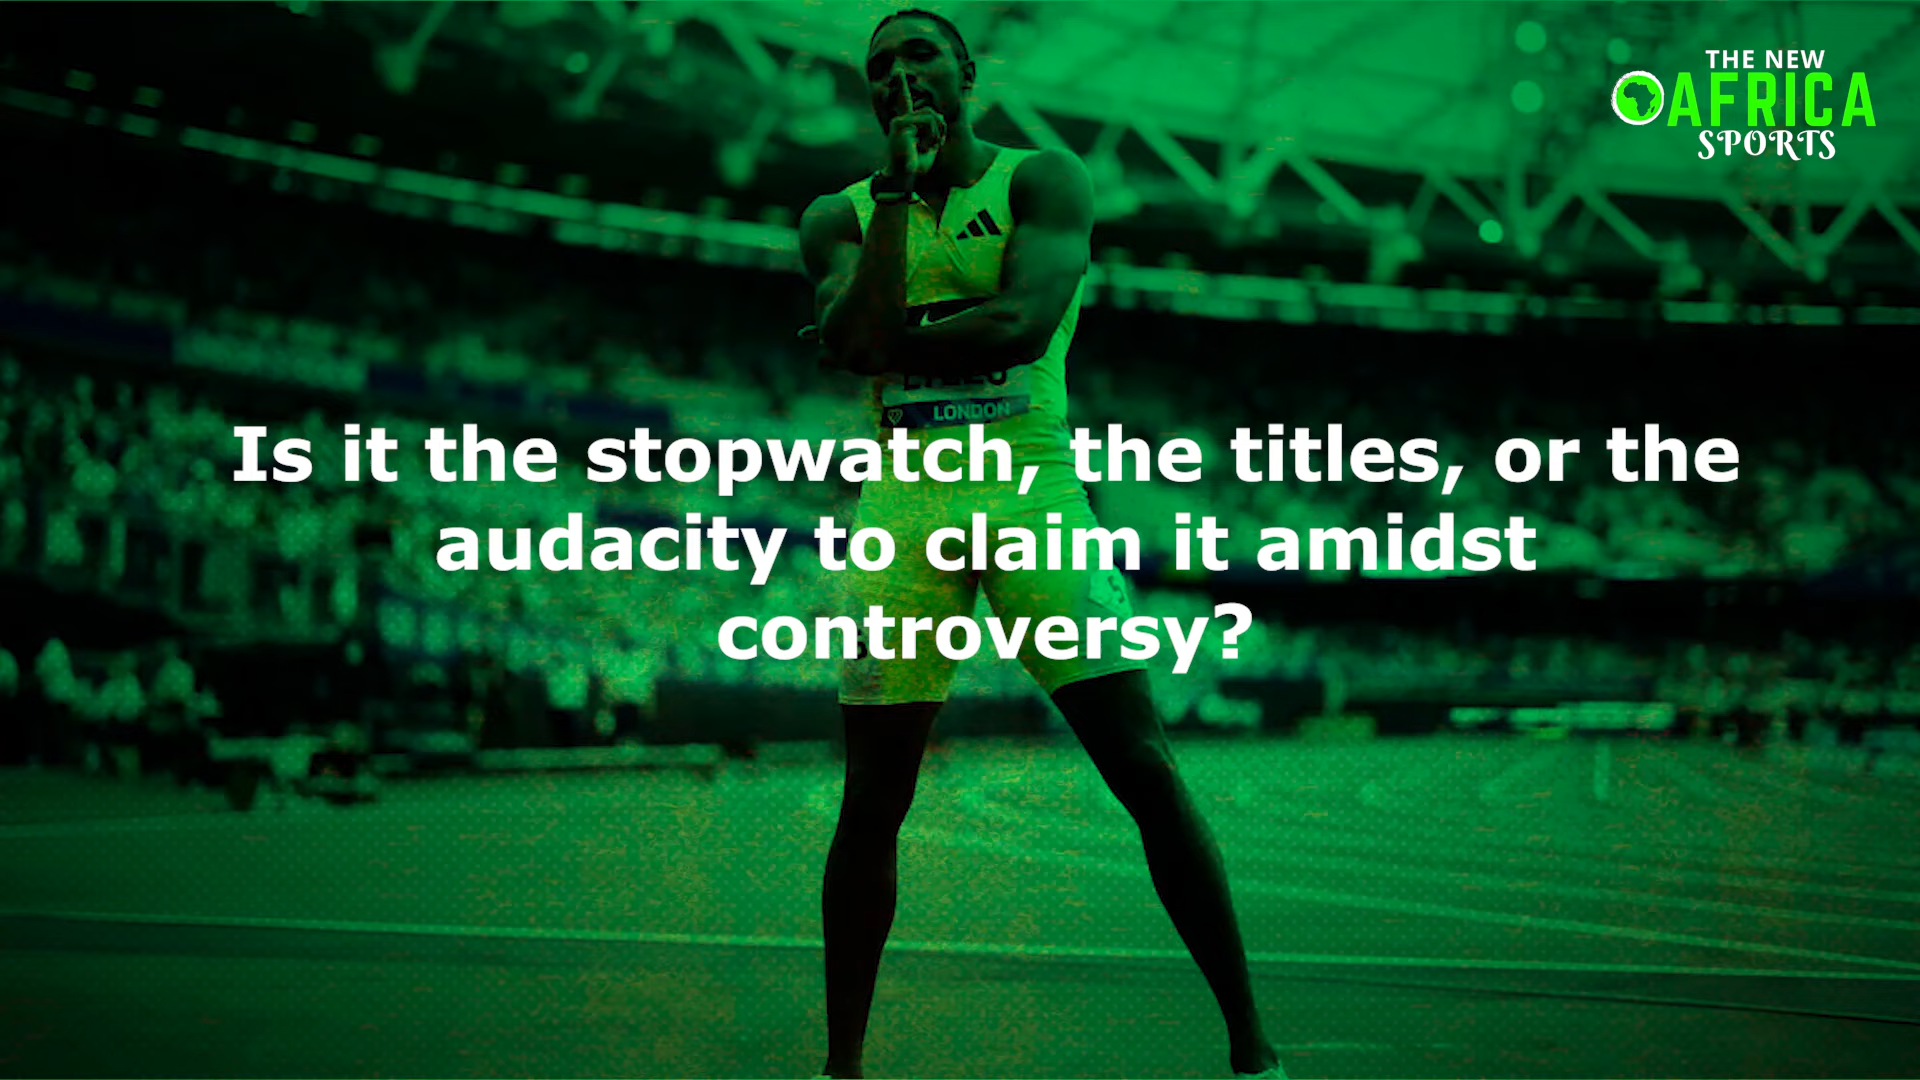 THE NEW
AFRICA
SPORTS
LONDON
Is it the stopwatch, the titles, or the
audacity to claim it amidst
controversy?